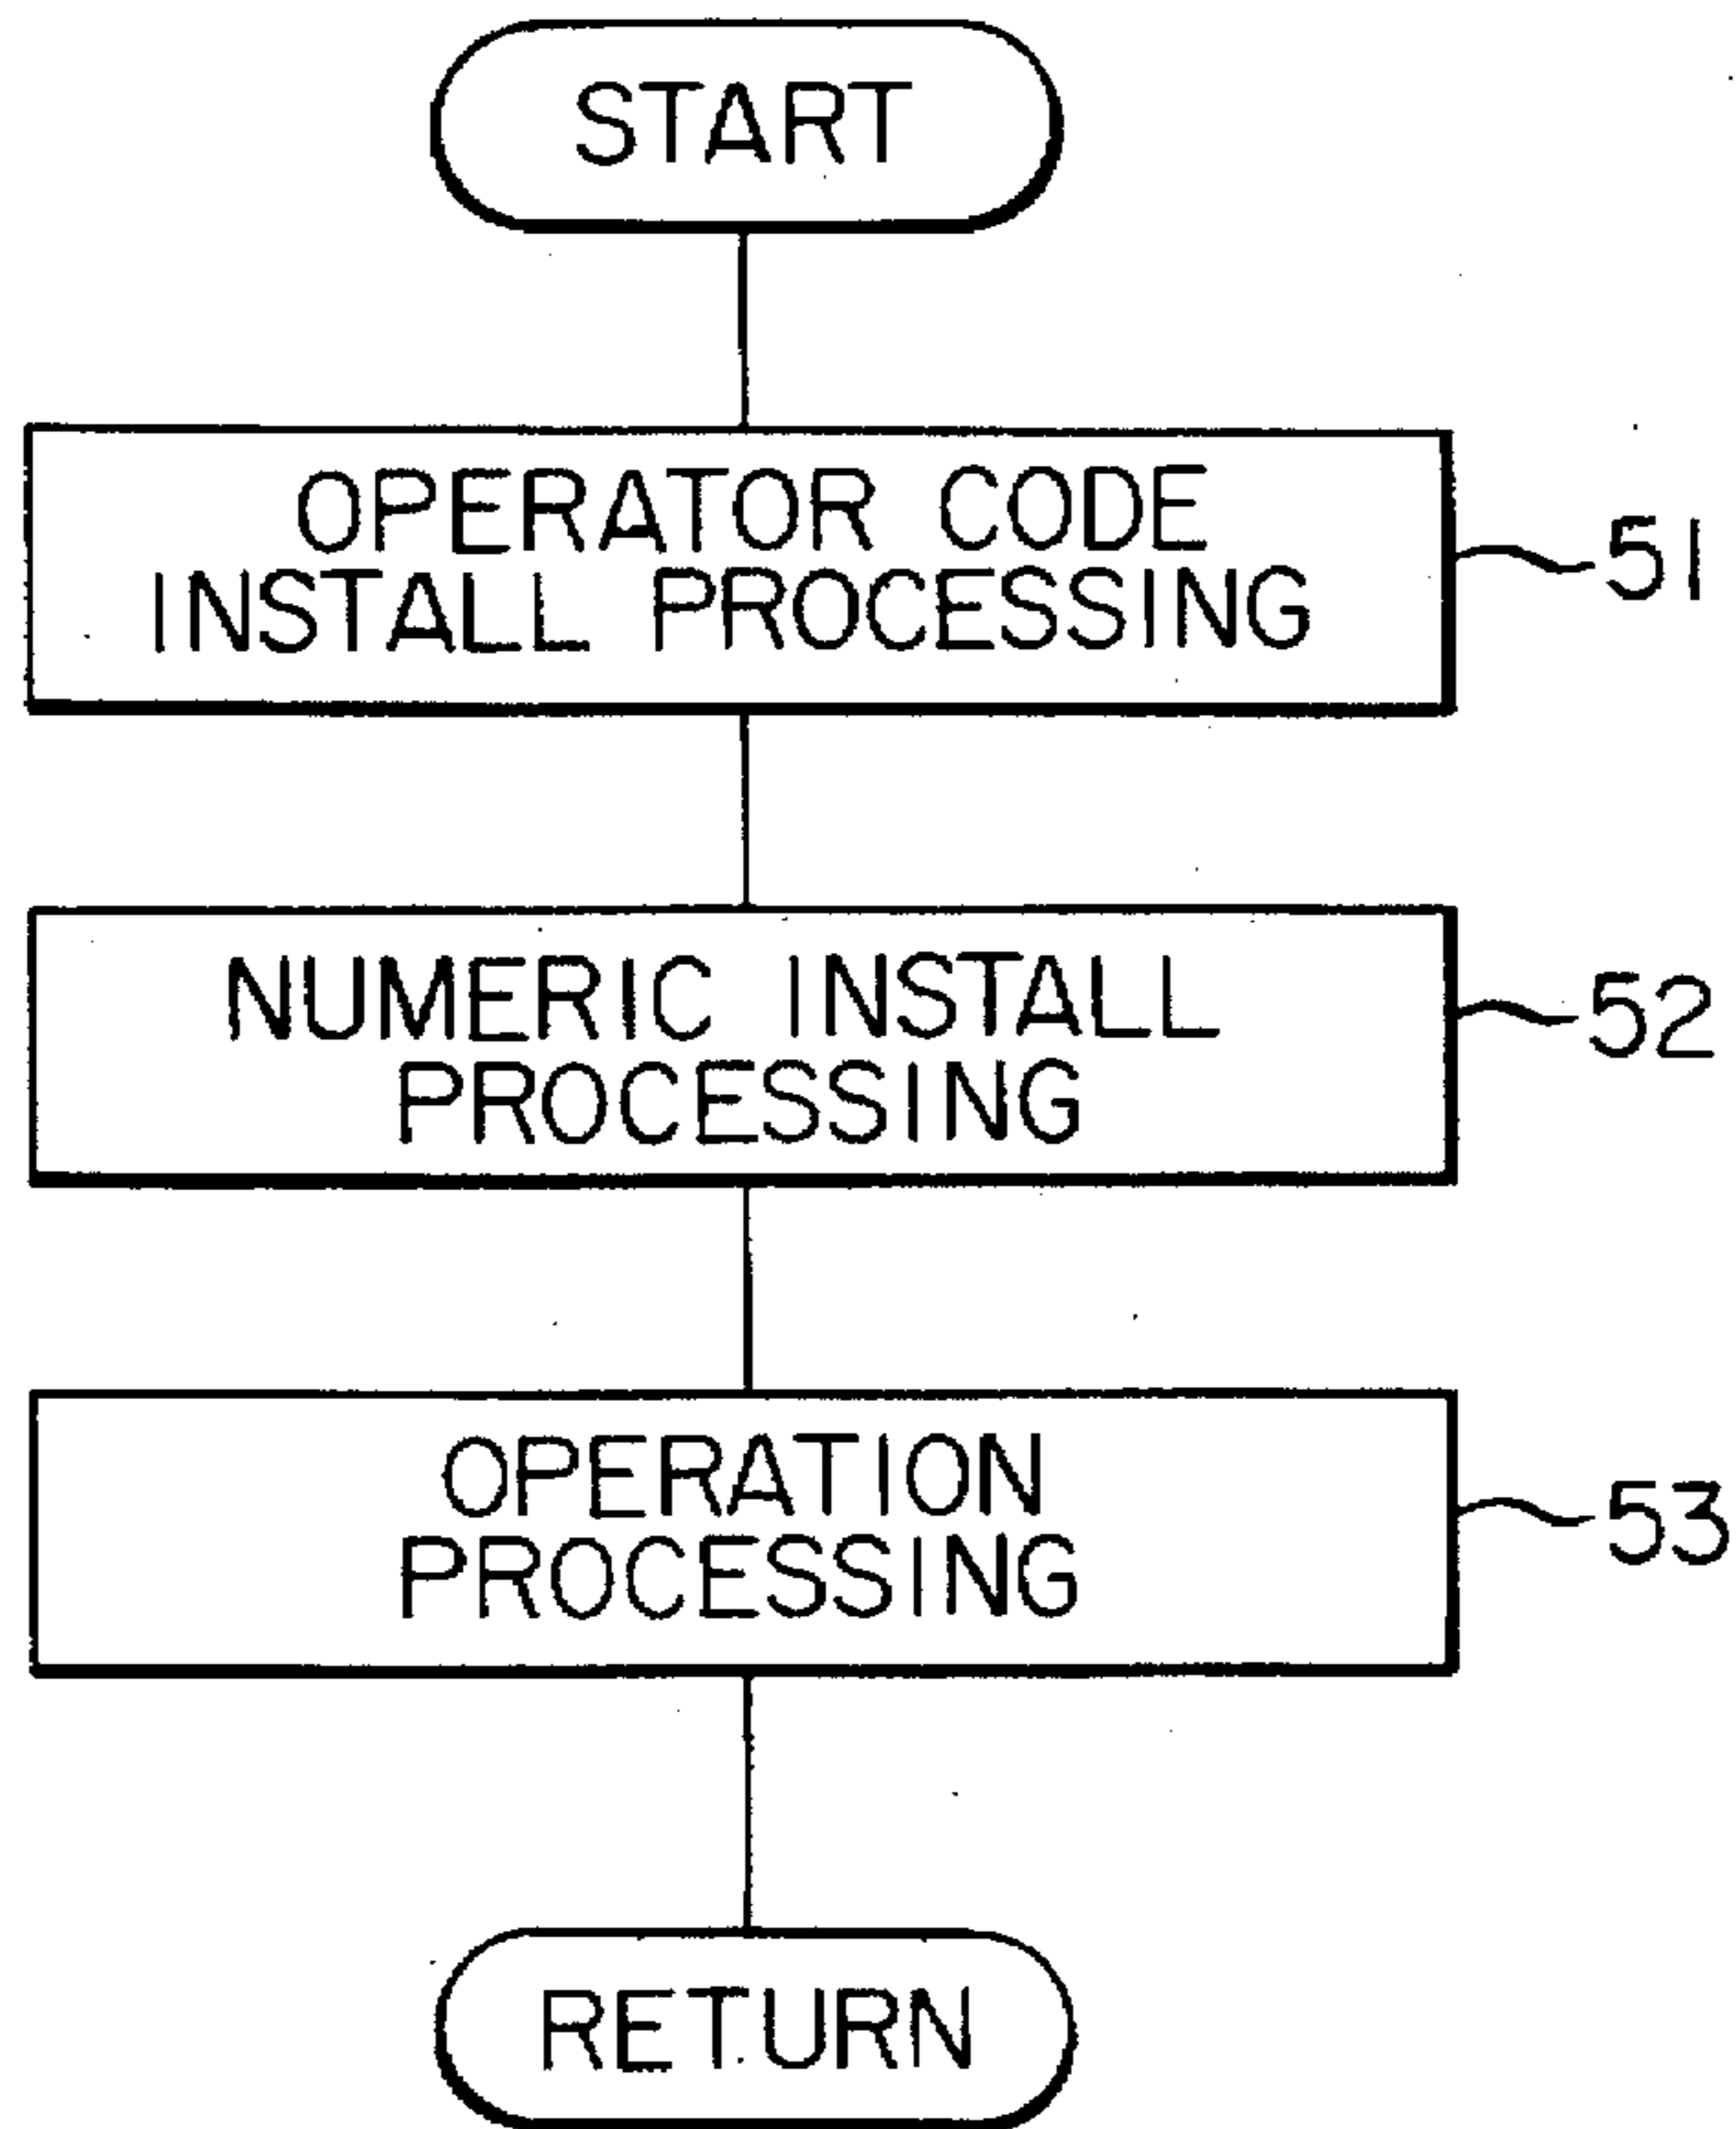 START
OPERATOR CODE
INSTALL PROCESSING
51
NUMERIC INSTALL
PROCESSING
52
OPERATION
PROCESSING
53
RETURN